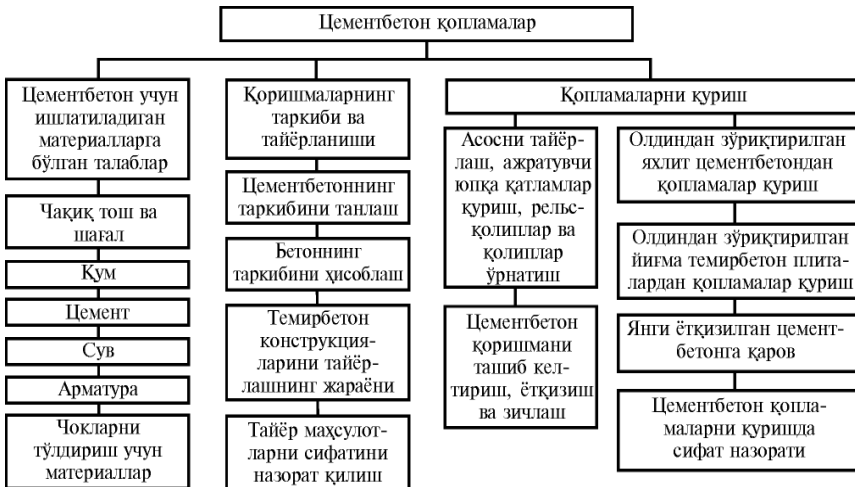 Цементбетон қопламалар
Цементбетон учун
ишлатиладиган
материалларга
бўлган талаблар
Чақиқ тош ва
шағал
Қум
Цемент
Сув
Арматура
Чокларни
тўлдириш учун
материаллар
Қоришмаларнинг
таркиби ва
тайёрланиши
Цементбетоннинг
таркибини танлаш
Бетоннинг
таркибини ҳисоблаш
Темирбетон
конструкция-
ларини тайёр-
лашнинг жараёни
Тайёр маҳсулот-
ларни сифатини
назорат қилиш
Қопламаларни қуриш
Асосни тайёр-
лаш, ажратувчи
юпқа қатламлар
қуриш, рельс-
қолиплар ва
қолиплар
ўрнатиш
Цементбетон
қоришмани
ташиб кел-
тириш, ётқизиш
ва зичлаш
Олдиндан зўриқтирилган
яхлит цементбетондан
қопламалар қуриш
Олдиндан зўриқтирилган
йиғма темирбетон плита-
лардан қопламалар қуриш
Янги ётқизилган цемент-
бетонга қаров
Цементбетон қопла-
маларни қуришда
сифат назорати